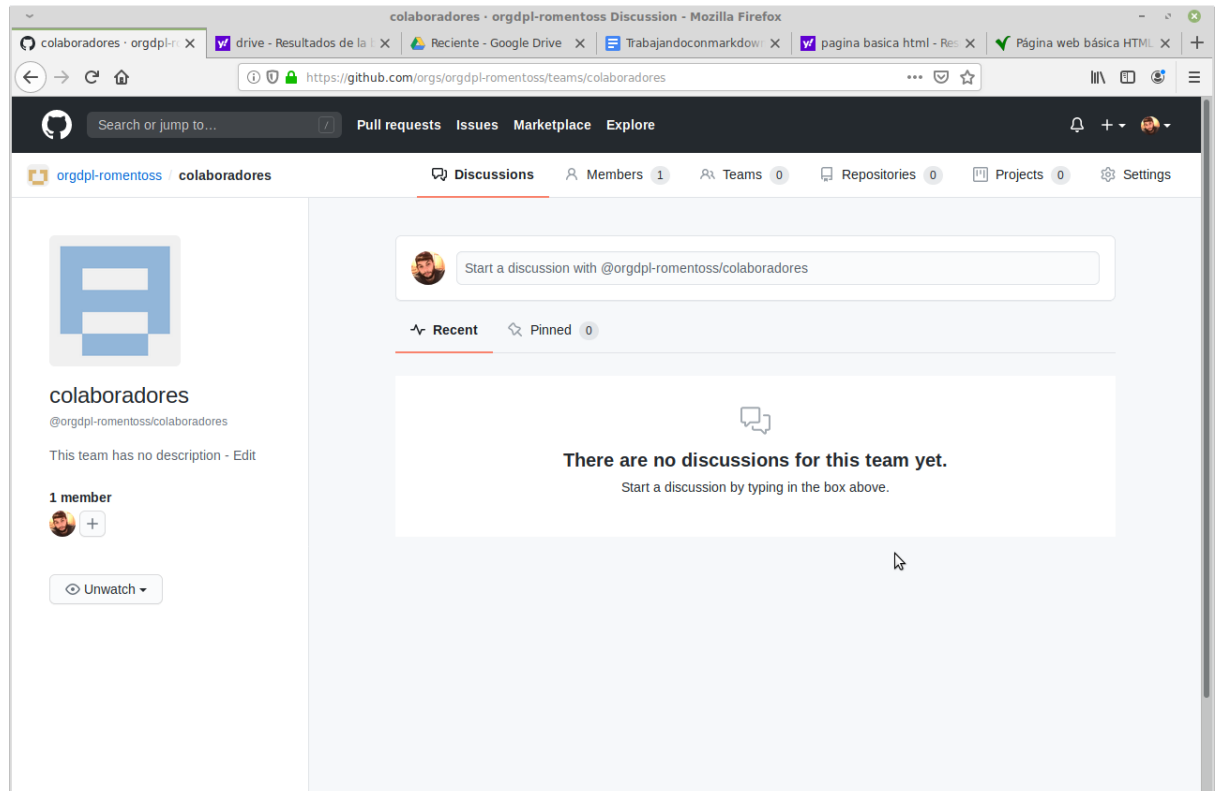 colaboradores · orgdpl-romentoss Discussion - Mozilla Firefox
colaboradores · orgdpl-ro
drive - Resultados de la b
Reciente - Google Drive
Trabajandoconmarkdown
pagina basica html - Res
Página web básica HTML
https://github.com/orgs/orgdpl-romentoss/teams/colaboradores
Search or jump to… /
Pull requests Issues Marketplace Explore
orgdpl-romentoss / colaboradores
Discussions Members 1 Teams 0 Repositories 0 Projects 0 Settings
Start a discussion with @orgdpl-romentoss/colaboradores
Recent Pinned 0
colaboradores
@orgdpl-romentoss/colaboradores
This team has no description - Edit
1 member
Unwatch
There are no discussions for this team yet.
Start a discussion by typing in the box above.